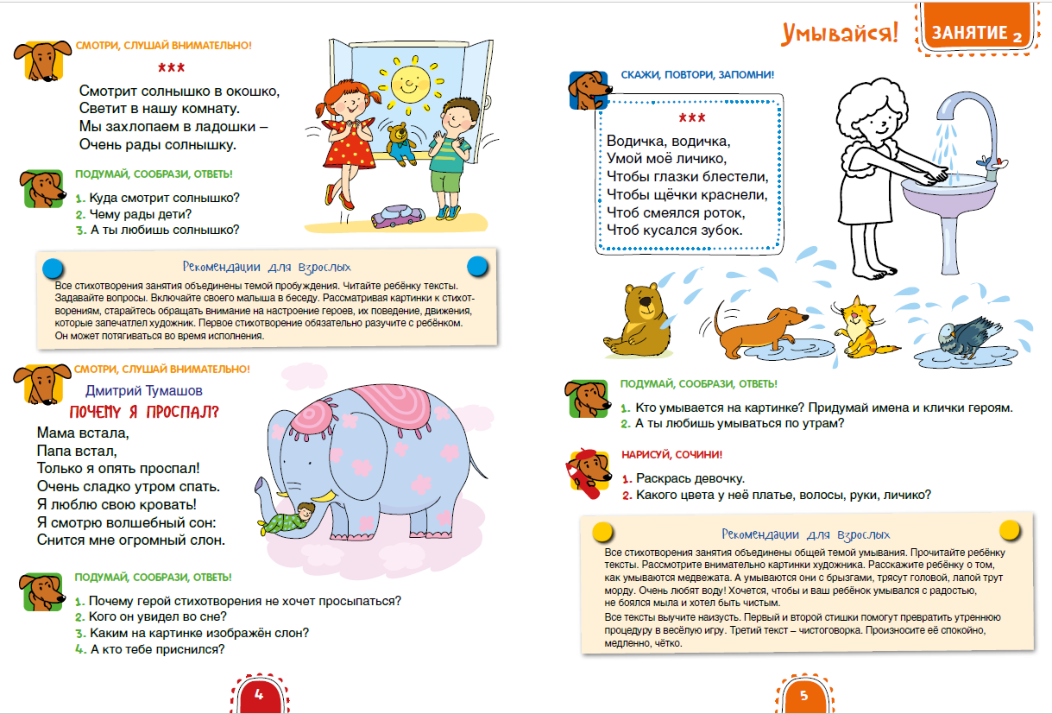 СМОТРИ, СЛУШАЙ ВНИМАТЕЛЬНО!
***
Смотрит солнышко в окошко,
Светит в нашу комнату.
Мы захлопаем в ладошки –
Очень рады солнышку.
ПОДУМАЙ, СООБРАЗИ, ОТВЕТЬ!
1. Куда смотрит солнышко?
2. Чему рады дети?
3. А ты любишь солнышко?
Рекомендации для взрослых
Все стихотворения занятия объединены темой пробуждения. Читайте ребёнку тексты.
Задавайте вопросы. Включайте своего малыша в беседу. Рассматривая картинки к стихот-
ворениям, старайтесь обращать внимание на настроение героев, их поведение, движения,
которые запечатлел художник. Первое стихотворение обязательно разучите с ребёнком.
Он может потягиваться во время исполнения.
СМОТРИ, СЛУШАЙ ВНИМАТЕЛЬНО!
Дмитрий Тумашов
ПОЧЕМУ Я ПРОСПАЛ?
Мама встала,
Папа встал,
Только я опять проспал!
Очень сладко утром спать.
Я люблю свою кровать!
Я смотрю волшебный сон:
Снится мне огромный слон.
ПОДУМАЙ, СООБРАЗИ, ОТВЕТЬ!
1. Почему герой стихотворения не хочет просыпаться?
2. Кого он увидел во сне?
3. Каким на картинке изображён слон?
4. А кто тебе приснился?
4
Умывайся!
ЗАНЯТИЕ 2
СКАЖИ, ПОВТОРИ, ЗАПОМНИ!
***
Водичка, водичка,
Умой моё личико,
Чтобы глазки блестели,
Чтобы щёчки краснели,
Чтоб смеялся роток,
Чтоб кусался зубок.
ПОДУМАЙ, СООБРАЗИ, ОТВЕТЬ!
1. Кто умывается на картинке? Придумай имена и клички героям.
2. А ты любишь умываться по утрам?
НАРИСУЙ, СОЧИНИ!
1. Раскрась девочку.
2. Какого цвета у неё платье, волосы, руки, личико?
Рекомендации для взрослых
Все стихотворения занятия объединены общей темой умывания. Прочитайте ребёнку
тексты. Рассмотрите внимательно картинки художника. Расскажите ребёнку о том,
как умываются медвежата. А умываются они с брызгами, трясут головой, лапой трут
морду. Очень любят воду! Хочется, чтобы и ваш ребёнок умывался с радостью,
не боялся мыла и хотел быть чистым.
Все тексты выучите наизусть. Первый и второй стишки помогут превратить утреннюю
процедуру в весёлую игру. Третий текст – чистоговорка. Произносите её спокойно,
медленно, чётко.
5